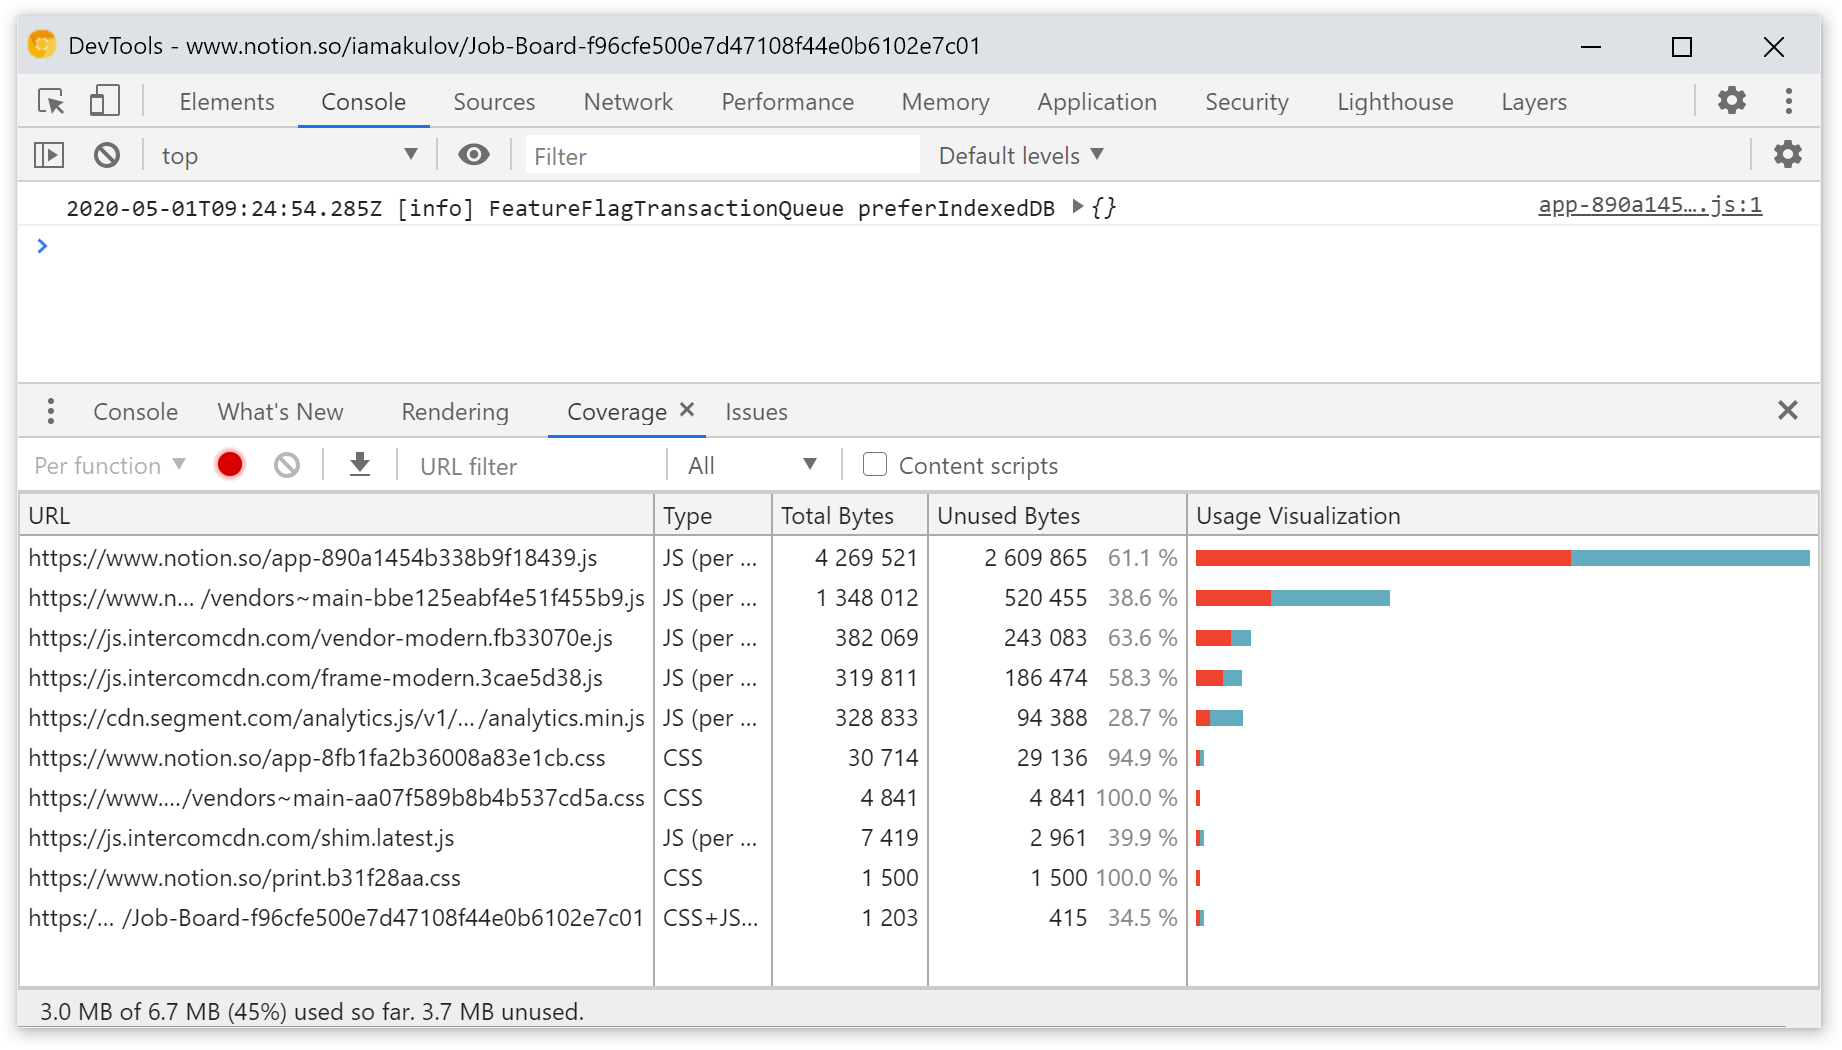 DevTools - www.notion.so/iamakulov/Job-Board-f96cfe500e7d47108f44e0b6102e7c01
Elements Console Sources Network Performance Memory Application Security Lighthouse Layers
top Filter Default levels
2020-05-01T09:24:54.285Z [info] FeatureFlagTransactionQueue preferIndexedDB {} app-890a145….js:1
Console What's New Rendering Coverage Issues
Per function URL filter All Content scripts
URL Type Total Bytes Unused Bytes Usage Visualization
https://www.notion.so/app-890a1454b338b9f18439.js JS (per … 4 269 521 2 609 865 61.1 %
https://www.n… /vendors~main-bbe125eabf4e51f455b9.js JS (per … 1 348 012 520 455 38.6 %
https://js.intercomcdn.com/vendor-modern.fb33070e.js JS (per … 382 069 243 083 63.6 %
https://js.intercomcdn.com/frame-modern.3cae5d38.js JS (per … 319 811 186 474 58.3 %
https://cdn.segment.com/analytics.js/v1/… /analytics.min.js JS (per … 328 833 94 388 28.7 %
https://www.notion.so/app-8fb1fa2b36008a83e1cb.css CSS 30 714 29 136 94.9 %
https://www.…/vendors~main-aa07f589b8b4b537cd5a.css CSS 4 841 4 841 100.0 %
https://js.intercomcdn.com/shim.latest.js JS (per … 7 419 2 961 39.9 %
https://www.notion.so/print.b31f28aa.css CSS 1 500 1 500 100.0 %
https:/… /Job-Board-f96cfe500e7d47108f44e0b6102e7c01 CSS+JS… 1 203 415 34.5 %
3.0 MB of 6.7 MB (45%) used so far. 3.7 MB unused.